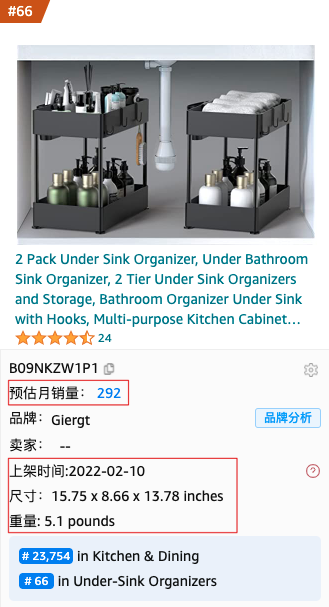 #66
2 Pack Under Sink Organizer, Under Bathroom
Sink Organizer, 2 Tier Under Sink Organizers
and Storage, Bathroom Organizer Under Sink
with Hooks, Multi-purpose Kitchen Cabinet...
24
B09NKZW1P1
预估月销量: 292
品牌: Giergt
品牌分析
卖家: --
上架时间:2022-02-10
尺寸: 15.75 x 8.66 x 13.78 inches
重量: 5.1 pounds
# 23,754 in Kitchen & Dining
# 66 in Under-Sink Organizers